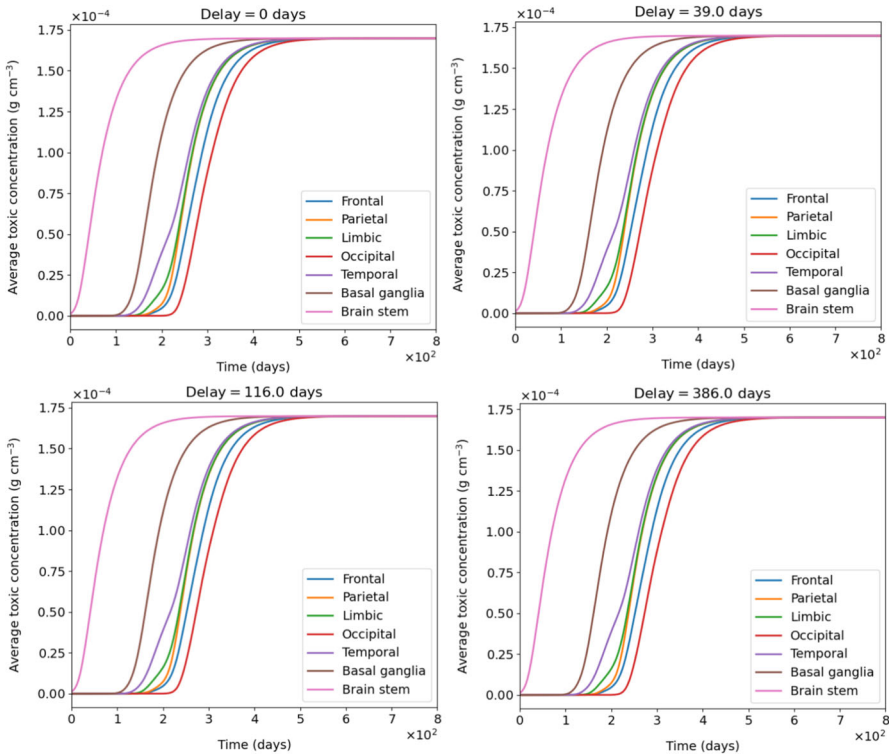 Delay = 0 days
×10⁻⁴
Average toxic concentration (g cm⁻³)
1.75
1.50
1.25
1.00
0.75
0.50
0.25
0.00
Frontal
Parietal
Limbic
Occipital
Temporal
Basal ganglia
Brain stem
0 1 2 3 4 5 6 7 8
×10²
Time (days)
Delay = 39.0 days
×10⁻⁴
Average toxic concentration (g cm⁻³)
1.75
1.50
1.25
1.00
0.75
0.50
0.25
0.00
Frontal
Parietal
Limbic
Occipital
Temporal
Basal ganglia
Brain stem
0 1 2 3 4 5 6 7 8
×10²
Time (days)
Delay = 116.0 days
×10⁻⁴
Average toxic concentration (g cm⁻³)
1.75
1.50
1.25
1.00
0.75
0.50
0.25
0.00
Frontal
Parietal
Limbic
Occipital
Temporal
Basal ganglia
Brain stem
0 1 2 3 4 5 6 7 8
×10²
Time (days)
Delay = 386.0 days
×10⁻⁴
Average toxic concentration (g cm⁻³)
1.75
1.50
1.25
1.00
0.75
0.50
0.25
0.00
Frontal
Parietal
Limbic
Occipital
Temporal
Basal ganglia
Brain stem
0 1 2 3 4 5 6 7 8
×10²
Time (days)